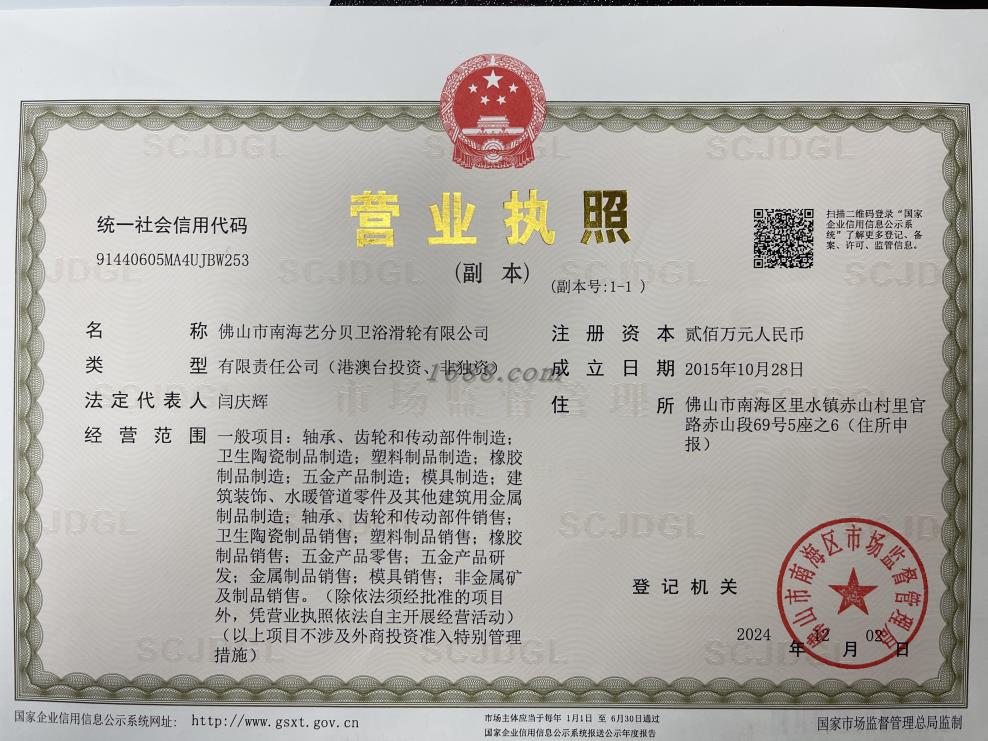 营业执照
(副 本)
(副本号:1-1 )
统一社会信用代码
91440605MA4UJBW253
扫描二维码登录“国家
企业信用信息公示系
统”了解更多登记、备
案、许可、监管信息。
名 称 佛山市南海艺分贝卫浴滑轮有限公司
类 型 有限责任公司（港澳台投资、非独资）
法定代表人 闫庆辉
经营范围 一般项目：轴承、齿轮和传动部件制造；
卫生陶瓷制品制造；塑料制品制造；橡胶
制品制造；五金产品制造；模具制造；建
筑装饰、水暖管道零件及其他建筑用金属
制品制造；轴承、齿轮和传动部件销售；
卫生陶瓷制品销售；塑料制品销售；橡胶
制品销售；五金产品零售；五金产品研
发；金属制品销售；模具销售；非金属矿
及制品销售。（除依法须经批准的项目
外，凭营业执照依法自主开展经营活动）
（以上项目不涉及外商投资准入特别管理
措施）
注册资本 贰佰万元人民币
成立日期 2015年10月28日
住 所 佛山市南海区里水镇赤山村里官
路赤山段69号5座之6（住所申
报）
1688.com
市场监督管理
SCJDGL
登记机关
佛山市南海区市场监督管理局
2024 年 12 月 02 日
国家企业信用信息公示系统网址： http://www.gsxt.gov.cn
市场主体应当于每年 1月1日 至 6月30日通过
国家企业信用信息公示系统报送公示年度报告
国家市场监督管理总局监制